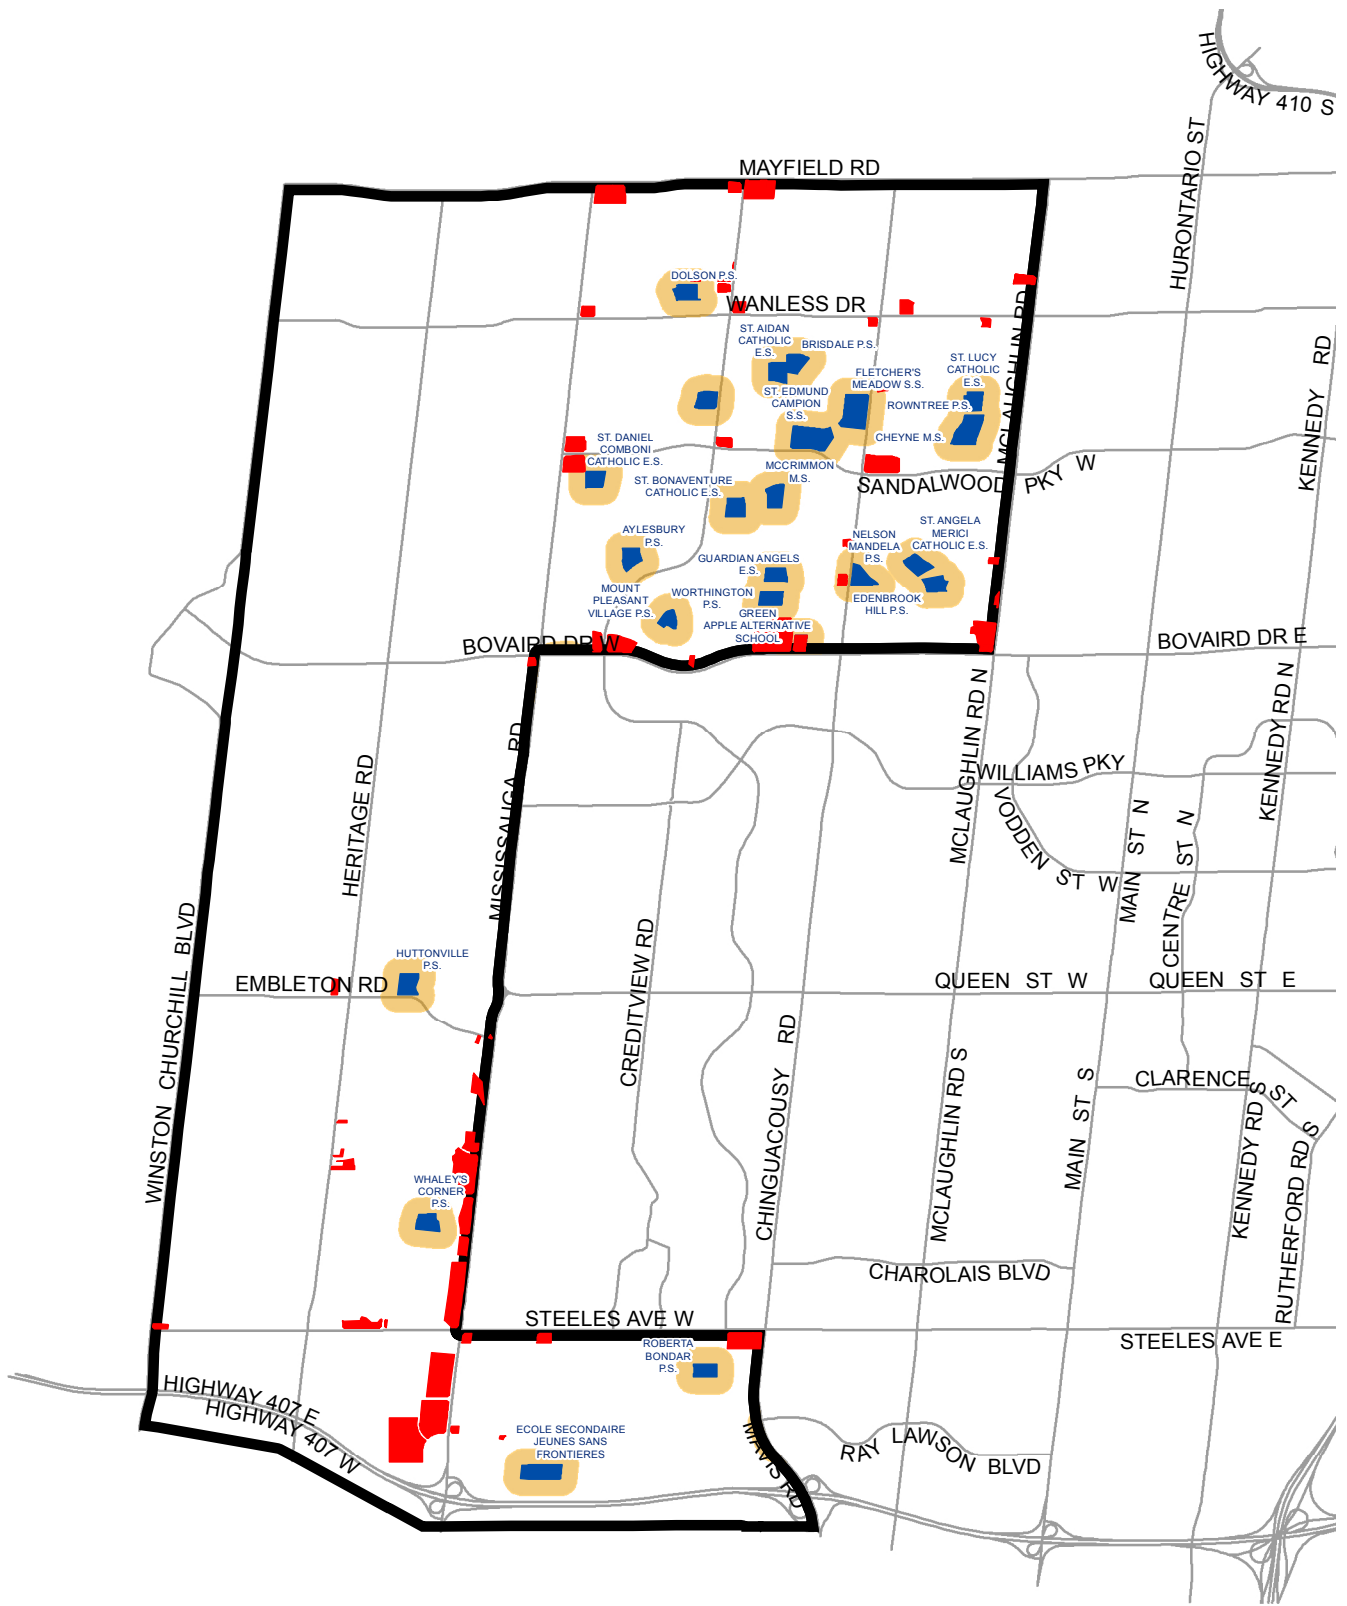 HIGHWAY 410 S
MAYFIELD RD
HURONTARIO ST
DOLSON P.S.
WANLESS DR
MCLAUGHLIN RD
KENNEDY RD
ST. AIDAN
CATHOLIC
E.S.
BRISDALE P.S.
ST. LUCY
CATHOLIC
E.S.
FLETCHER'S
MEADOW S.S.
ST. EDMUND
CAMPION
S.S.
ROWNTREE P.S.
CHEYNE M.S.
ST. DANIEL
COMBONI
CATHOLIC E.S.
MCCRIMMON
M.S.
ST. BONAVENTURE
CATHOLIC E.S.
SANDALWOOD PKY W
AYLESBURY
P.S.
ST. ANGELA
MERICI
CATHOLIC E.S.
NELSON
MANDELA
P.S.
GUARDIAN ANGELS
E.S.
MOUNT
PLEASANT
VILLAGE P.S.
WORTHINGTON
P.S.
EDENBROOK
HILL P.S.
GREEN
APPLE ALTERNATIVE
SCHOOL
BOVAIRD DR W
BOVAIRD DR E
MISSISSAUGA RD
HERITAGE RD
MCLAUGHLIN RD N
KENNEDY RD N
WILLIAMS PKY
VODDEN ST W
MAIN ST N
CENTRE ST N
WINSTON CHURCHILL BLVD
CREDITVIEW RD
HUTTONVILLE
P.S.
EMBLETON RD
QUEEN ST W
QUEEN ST E
CHINGUACOUSY RD
MCLAUGHLIN RD S
MAIN ST S
CLARENCE ST
KENNEDY RD S
RUTHERFORD RD S
WHALEY'S
CORNER
P.S.
CHAROLAIS BLVD
STEELES AVE W
STEELES AVE E
ROBERTA
BONDAR
P.S.
HIGHWAY 407 E
HIGHWAY 407 W
ECOLE SECONDAIRE
JEUNES SANS
FRONTIERES
MAVIS RD
RAY LAWSON BLVD